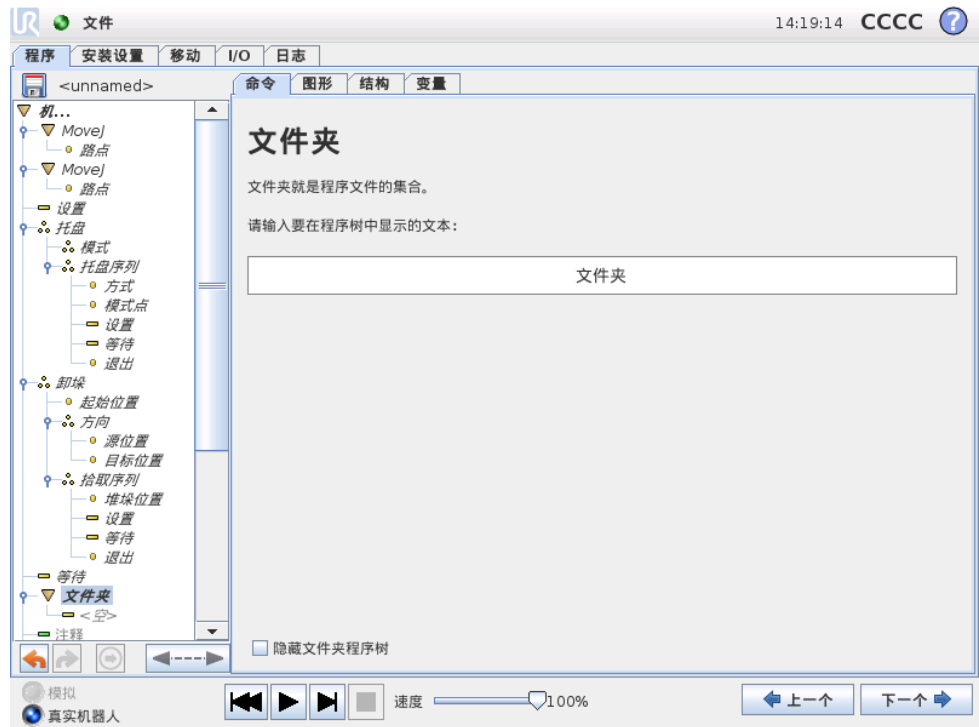 UR 文件 14:19:14 CCCC ?
程序 安装设置 移动 I/O 日志
<unnamed>
命令 图形 结构 变量
机...
MoveJ
路点
MoveJ
路点
设置
托盘
模式
托盘序列
方式
模式点
设置
等待
退出
卸垛
起始位置
方向
源位置
目标位置
拾取序列
堆垛位置
设置
等待
退出
等待
文件夹
<空>
注释
文件夹
文件夹就是程序文件的集合。
请输入要在程序树中显示的文本:
文件夹
隐藏文件夹程序树
模拟
真实机器人
速度 100%
上一个 下一个